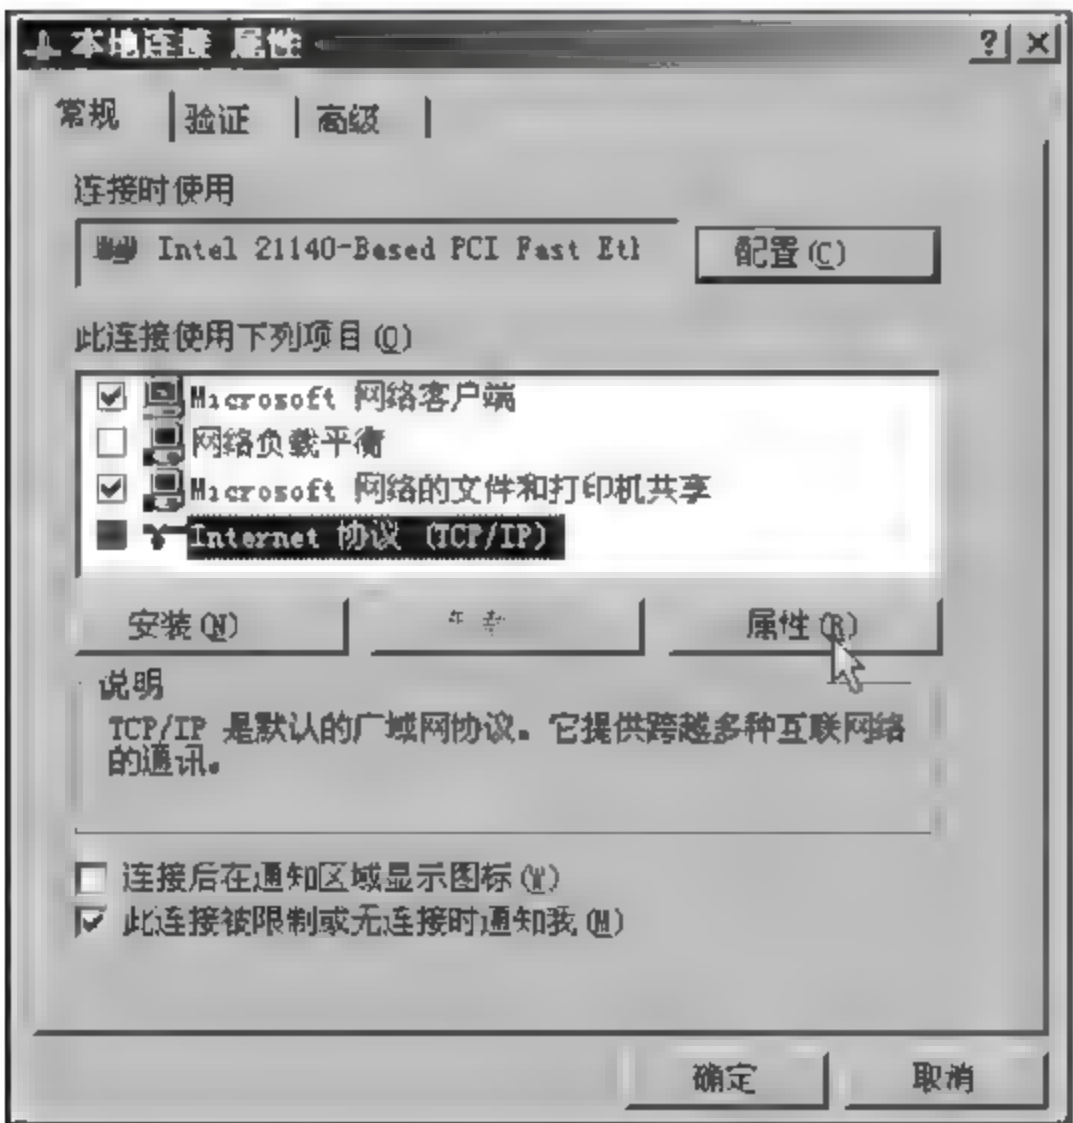 本地连接 属性
常规 验证 高级
连接时使用
Intel 21140-Based PCI Fast Etl 配置(C)
此连接使用下列项目(O)
Microsoft 网络客户端
网络负载平衡
Microsoft 网络的文件和打印机共享
Internet 协议 (TCP/IP)
安装(N) 属性(R)
说明
TCP/IP 是默认的广域网协议。它提供跨越多种互联网络
的通讯。
连接后在通知区域显示图标(W)
此连接被限制或无连接时通知我(M)
确定 取消